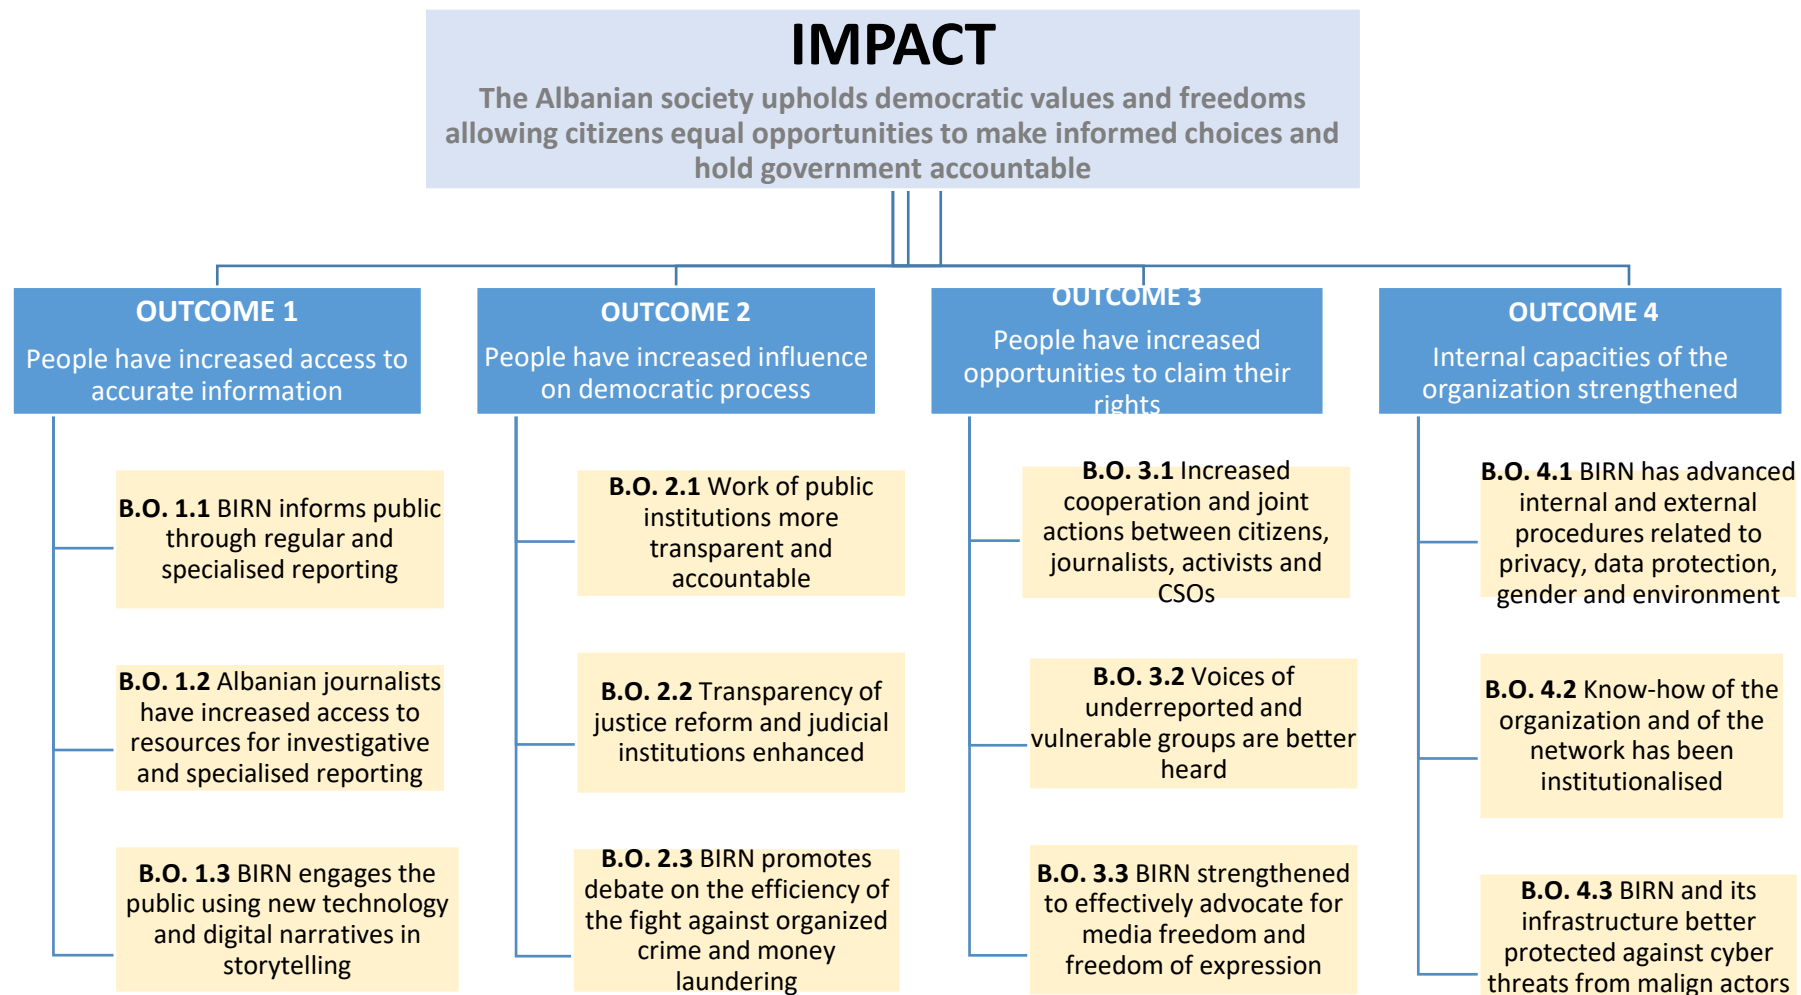 IMPACT
The Albanian society upholds democratic values and freedoms
allowing citizens equal opportunities to make informed choices and
hold government accountable
OUTCOME 1
People have increased access to
accurate information
B.O. 1.1 BIRN informs public
through regular and
specialised reporting
B.O. 1.2 Albanian journalists
have increased access to
resources for investigative
and specialised reporting
B.O. 1.3 BIRN engages the
public using new technology
and digital narratives in
storytelling
OUTCOME 2
People have increased influence
on democratic process
B.O. 2.1 Work of public
institutions more
transparent and
accountable
B.O. 2.2 Transparency of
justice reform and judicial
institutions enhanced
B.O. 2.3 BIRN promotes
debate on the efficiency of
the fight against organized
crime and money
laundering
OUTCOME 3
People have increased
opportunities to claim their
rights
B.O. 3.1 Increased
cooperation and joint
actions between citizens,
journalists, activists and
CSOs
B.O. 3.2 Voices of
underreported and
vulnerable groups are better
heard
B.O. 3.3 BIRN strengthened
to effectively advocate for
media freedom and
freedom of expression
OUTCOME 4
Internal capacities of the
organization strengthened
B.O. 4.1 BIRN has advanced
internal and external
procedures related to
privacy, data protection,
gender and environment
B.O. 4.2 Know-how of the
organization and of the
network has been
institutionalised
B.O. 4.3 BIRN and its
infrastructure better
protected against cyber
threats from malign actors